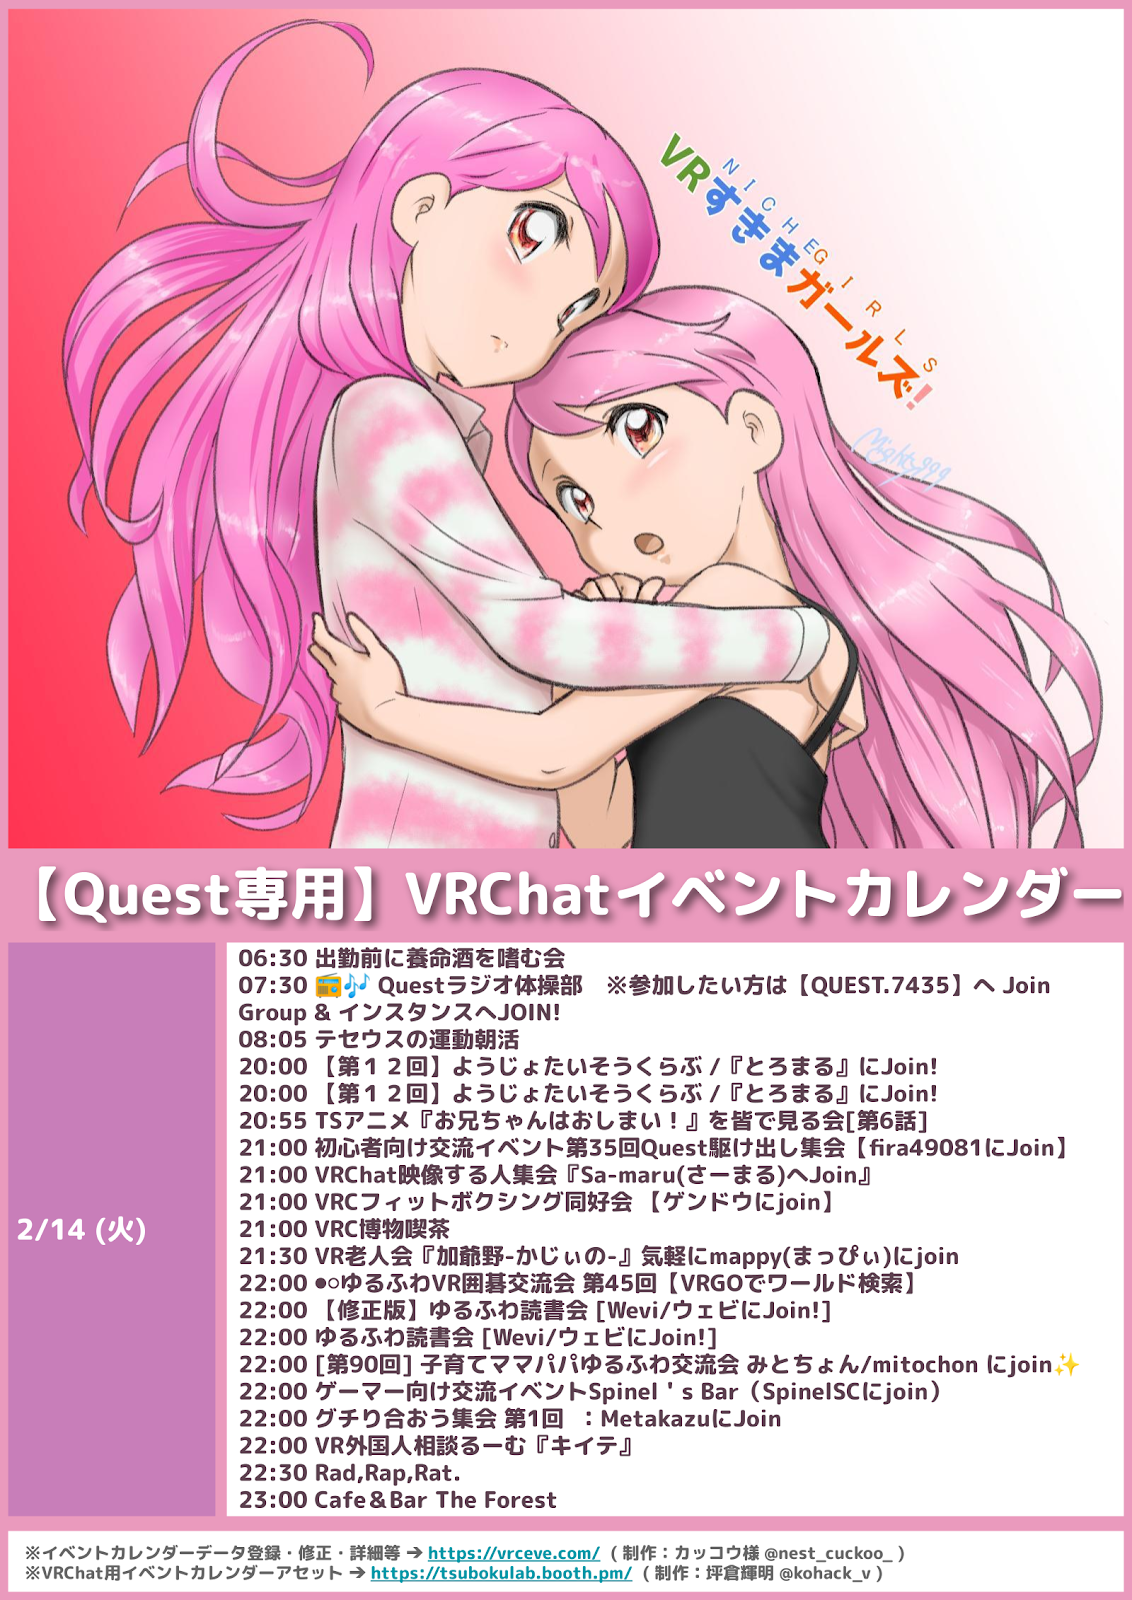 NICHE GIRLS
VRすきまガールズ!
Mighty999
【Quest専用】VRChatイベントカレンダー
2/14 (火)
06:30 出勤前に養命酒を嗜む会
07:30 📻🎶 Questラジオ体操部　※参加したい方は【QUEST.7435】へ Join
Group & インスタンスへJOIN!
08:05 テセウスの運動朝活
20:00 【第１２回】ようじょたいそうくらぶ /『とろまる』にJoin!
20:00 【第１２回】ようじょたいそうくらぶ /『とろまる』にJoin!
20:55 TSアニメ『お兄ちゃんはおしまい！』を皆で見る会[第6話]
21:00 初心者向け交流イベント第35回Quest駆け出し集会【fira49081にJoin】
21:00 VRChat映像する人集会『Sa-maru(さーまる)へJoin』
21:00 VRCフィットボクシング同好会 【ゲンドウにjoin】
21:00 VRC博物喫茶
21:30 VR老人会『加爺野-かじぃの-』気軽にmappy(まっぴぃ)にjoin
22:00 ⚫︎⚪︎ゆるふわVR囲碁交流会 第45回【VRGOでワールド検索】
22:00 【修正版】ゆるふわ読書会 [Wevi/ウェビにJoin!]
22:00 ゆるふわ読書会 [Wevi/ウェビにJoin!]
22:00 [第90回] 子育てママパパゆるふわ交流会 みとちょん/mitochon にjoin✨
22:00 ゲーマー向け交流イベントSpinel ' s Bar（SpinelSCにjoin）
22:00 グチり合おう集会 第1回 ：MetakazuにJoin
22:00 VR外国人相談るーむ『キイテ』
22:30 Rad,Rap,Rat.
23:00 Cafe＆Bar The Forest
※イベントカレンダーデータ登録・修正・詳細等 ➔ https://vrceve.com/ ( 制作：カッコウ様 @nest_cuckoo_ )
※VRChat用イベントカレンダーアセット ➔ https://tsubokulab.booth.pm/ ( 制作：坪倉輝明 @kohack_v )